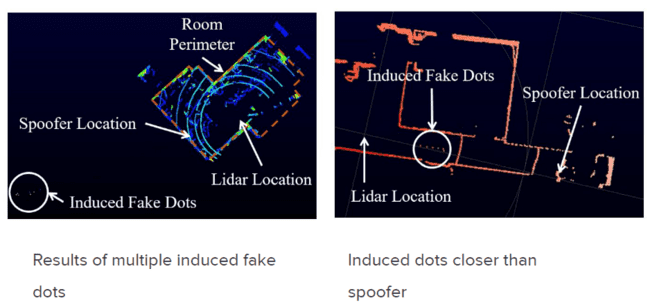 Room
Perimeter
Spoofer Location
Lidar Location
Induced Fake Dots
Induced Fake Dots
Spoofer Location
Lidar Location
Results of multiple induced fake
dots
Induced dots closer than
spoofer